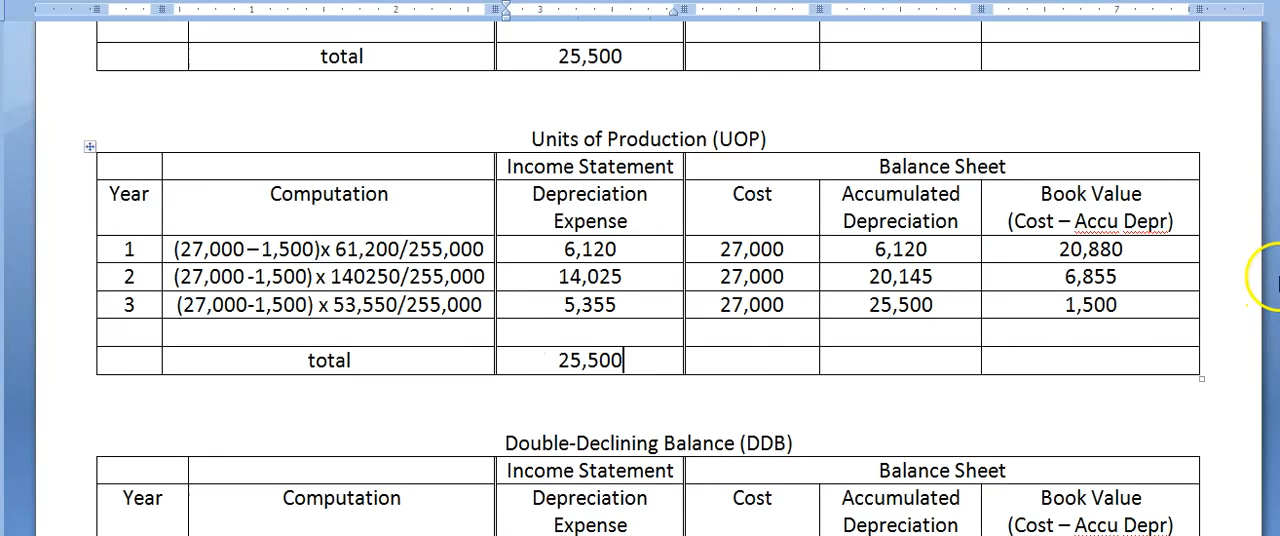 1 2 3 1 7
total 25,500
Units of Production (UOP)
Income Statement Balance Sheet
Year Computation Depreciation Cost Accumulated Book Value
Expense Depreciation (Cost – Accu Depr)
1 (27,000 – 1,500)x 61,200/255,000 6,120 27,000 6,120 20,880
2 (27,000 -1,500) x 140250/255,000 14,025 27,000 20,145 6,855
3 (27,000-1,500) x 53,550/255,000 5,355 27,000 25,500 1,500
total 25,500
Double-Declining Balance (DDB)
Income Statement Balance Sheet
Year Computation Depreciation Cost Accumulated Book Value
Expense Depreciation (Cost – Accu Depr)